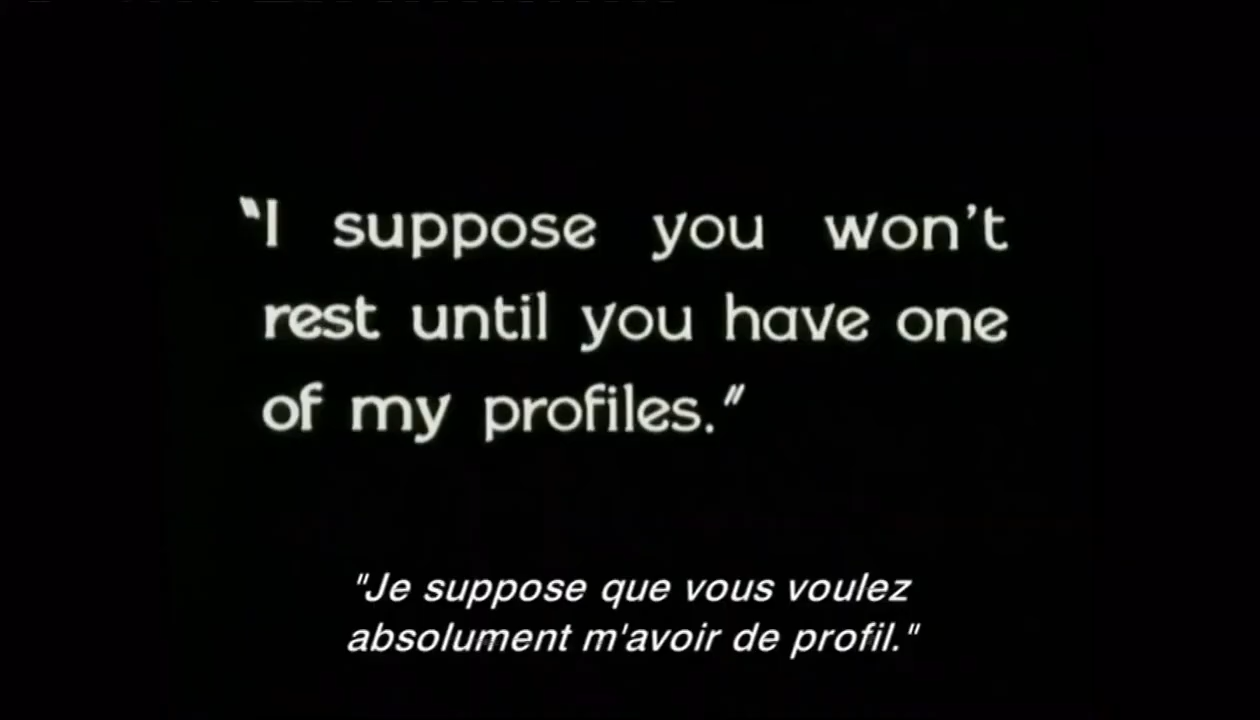 “I suppose you won’t
rest until you have one
of my profiles.”
"Je suppose que vous voulez
absolument m'avoir de profil."